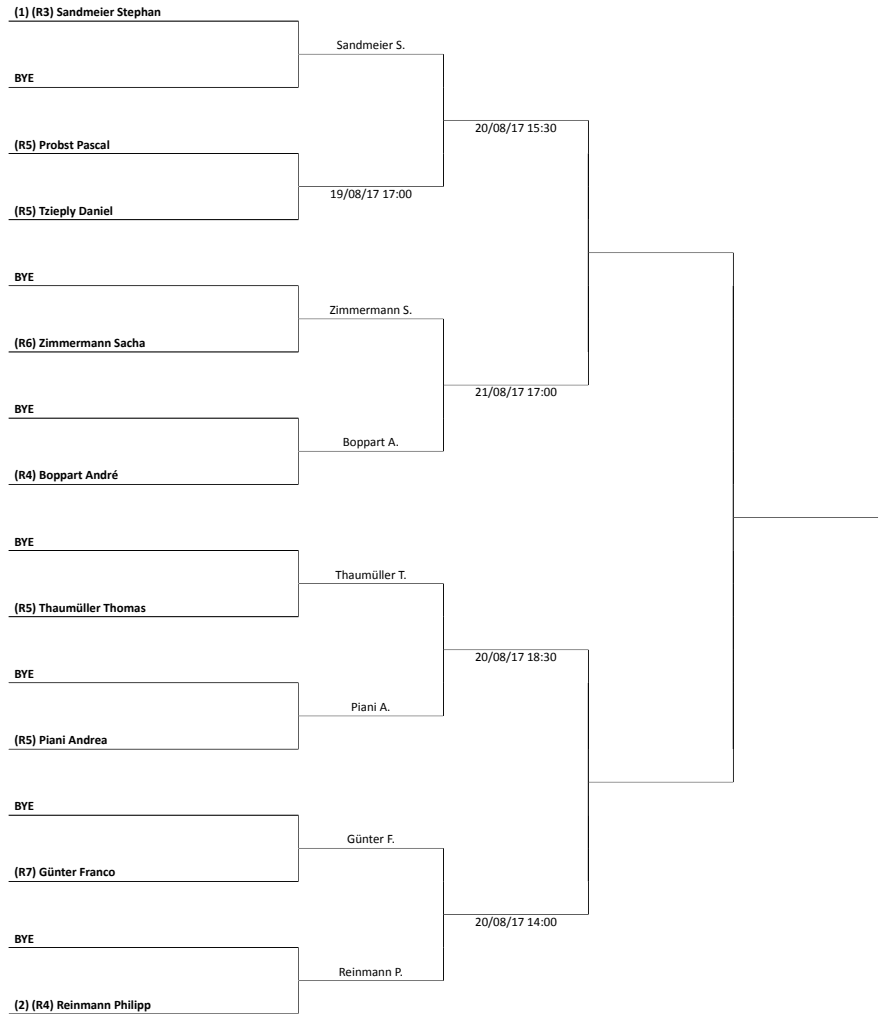 (1) (R3) Sandmeier Stephan
Sandmeier S.
BYE
20/08/17 15:30
(R5) Probst Pascal
19/08/17 17:00
(R5) Tzieply Daniel
BYE
Zimmermann S.
(R6) Zimmermann Sacha
21/08/17 17:00
BYE
Boppart A.
(R4) Boppart André
BYE
Thaumüller T.
(R5) Thaumüller Thomas
20/08/17 18:30
BYE
Piani A.
(R5) Piani Andrea
BYE
Günter F.
(R7) Günter Franco
20/08/17 14:00
BYE
Reinmann P.
(2) (R4) Reinmann Philipp